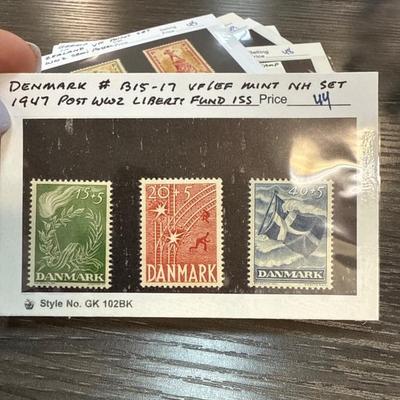 DENMARK # B15-17 VF/EF MINT NH SET
1947 POST WW2 LIBERTY FUND ISS Price 44
15+5
DANMARK
20+5
DANMARK
40+5
DANMARK
Style No. GK 102BK